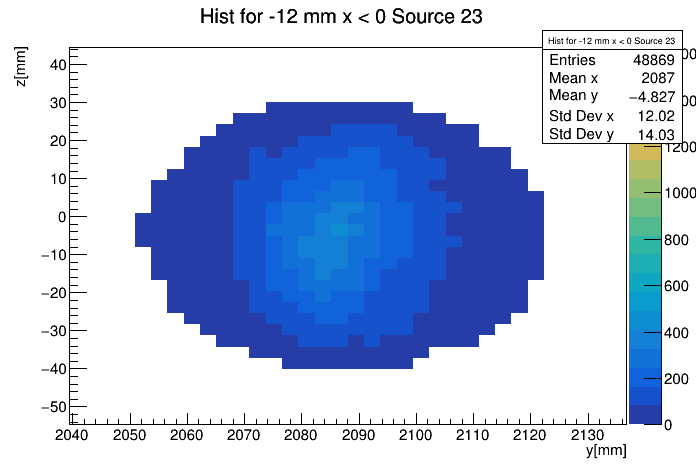 Hist for -12 mm x < 0 Source 23
Hist for -12 mm x < 0 Source 23
Entries 48869
Mean x 2087
Mean y −4.827
Std Dev x 12.02
Std Dev y 14.03
z[mm]
40
30
20
10
0
−10
−20
−30
−40
−50
2040 2050 2060 2070 2080 2090 2100 2110 2120 2130
y[mm]
1200
1000
800
600
400
200
0